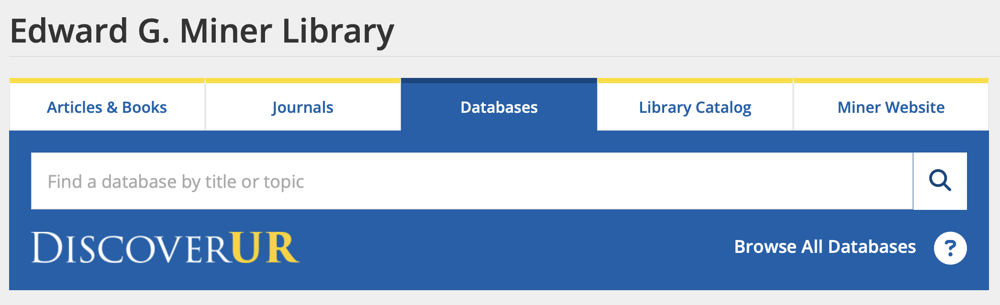 Edward G. Miner Library
Articles & Books
Journals
Databases
Library Catalog
Miner Website
Find a database by title or topic
DISCOVERUR
Browse All Databases
?